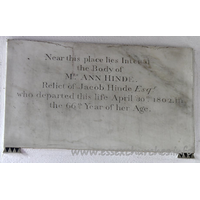 Near this place lies Interred
the Body of
Mrs. ANN HINDE,
Relict of Jacob Hinde Esqr.
who departed this life April
the 66th Year of her Age.